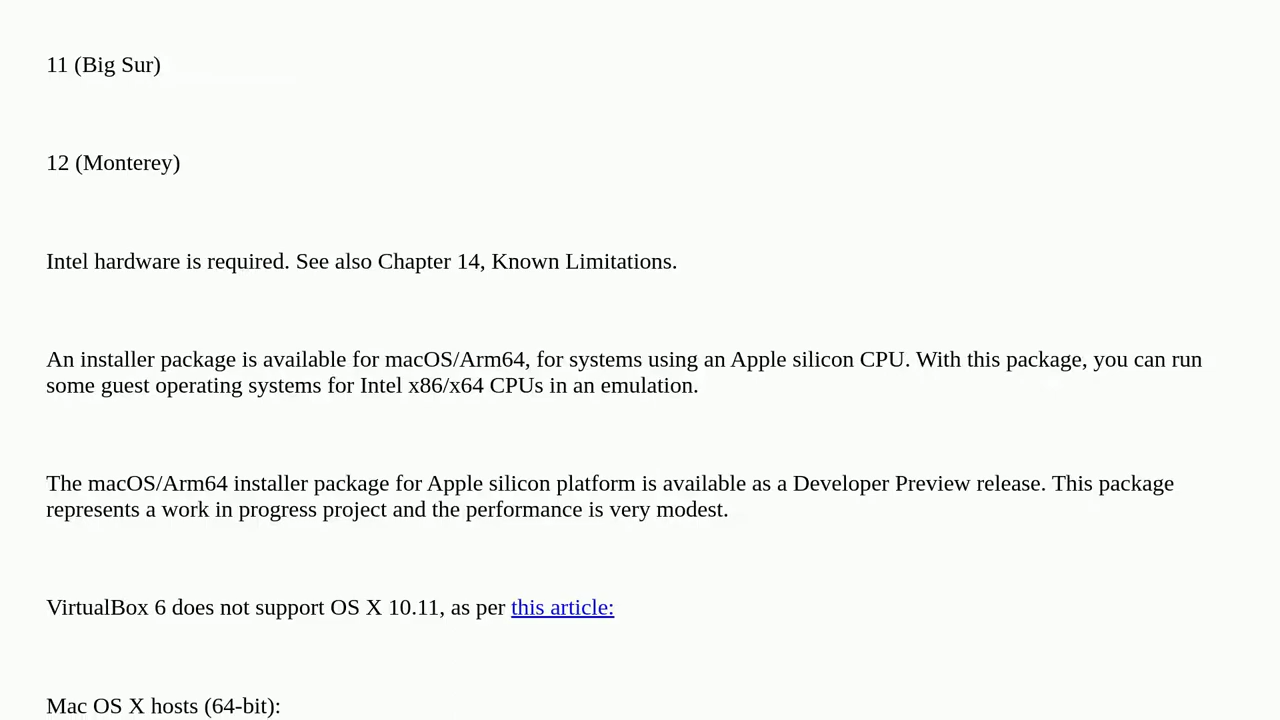 11 (Big Sur)
12 (Monterey)
Intel hardware is required. See also Chapter 14, Known Limitations.
An installer package is available for macOS/Arm64, for systems using an Apple silicon CPU. With this package, you can run
some guest operating systems for Intel x86/x64 CPUs in an emulation.
The macOS/Arm64 installer package for Apple silicon platform is available as a Developer Preview release. This package
represents a work in progress project and the performance is very modest.
VirtualBox 6 does not support OS X 10.11, as per this article:
Mac OS X hosts (64-bit):